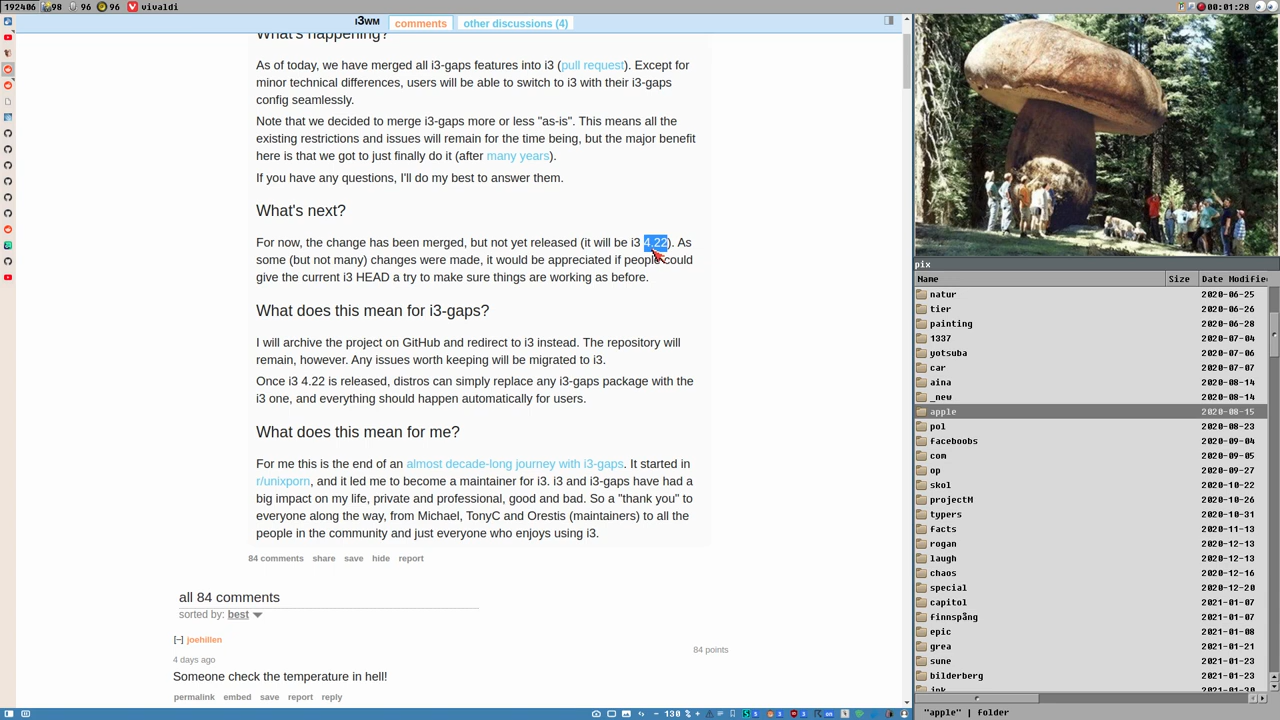 192406 98 96 96 vivaldi
00:01:28
i3WM comments other discussions (4)
What's happening?
As of today, we have merged all i3-gaps features into i3 (pull request). Except for
minor technical differences, users will be able to switch to i3 with their i3-gaps
config seamlessly.
Note that we decided to merge i3-gaps more or less "as-is". This means all the
existing restrictions and issues will remain for the time being, but the major benefit
here is that we got to just finally do it (after many years).
If you have any questions, I'll do my best to answer them.
What's next?
For now, the change has been merged, but not yet released (it will be i3 4.22). As
some (but not many) changes were made, it would be appreciated if people could
give the current i3 HEAD a try to make sure things are working as before.
What does this mean for i3-gaps?
I will archive the project on GitHub and redirect to i3 instead. The repository will
remain, however. Any issues worth keeping will be migrated to i3.
Once i3 4.22 is released, distros can simply replace any i3-gaps package with the
i3 one, and everything should happen automatically for users.
What does this mean for me?
For me this is the end of an almost decade-long journey with i3-gaps. It started in
r/unixporn, and it led me to become a maintainer for i3. i3 and i3-gaps have had a
big impact on my life, private and professional, good and bad. So a "thank you" to
everyone along the way, from Michael, TonyC and Orestis (maintainers) to all the
people in the community and just everyone who enjoys using i3.
84 comments share save hide report
all 84 comments
sorted by: best
[–] joehillen
84 points
4 days ago
Someone check the temperature in hell!
permalink embed save report reply
130 %
pix
Name Size Date Modifie
natur 2020-06-25
tier 2020-06-26
painting 2020-06-28
1337 2020-07-04
yotsuba 2020-07-06
car 2020-07-07
aina 2020-08-14
_new 2020-08-14
apple 2020-08-15
pol 2020-08-23
faceboobs 2020-09-04
com 2020-09-05
op 2020-09-27
skol 2020-10-22
projectM 2020-10-26
typers 2020-10-31
facts 2020-11-13
rogan 2020-12-13
laugh 2020-12-13
chaos 2020-12-16
special 2020-12-20
capitol 2021-01-07
finnspång 2021-01-07
epic 2021-01-08
grea 2021-01-21
sune 2021-01-23
bilderberg 2021-01-23
"apple" | folder